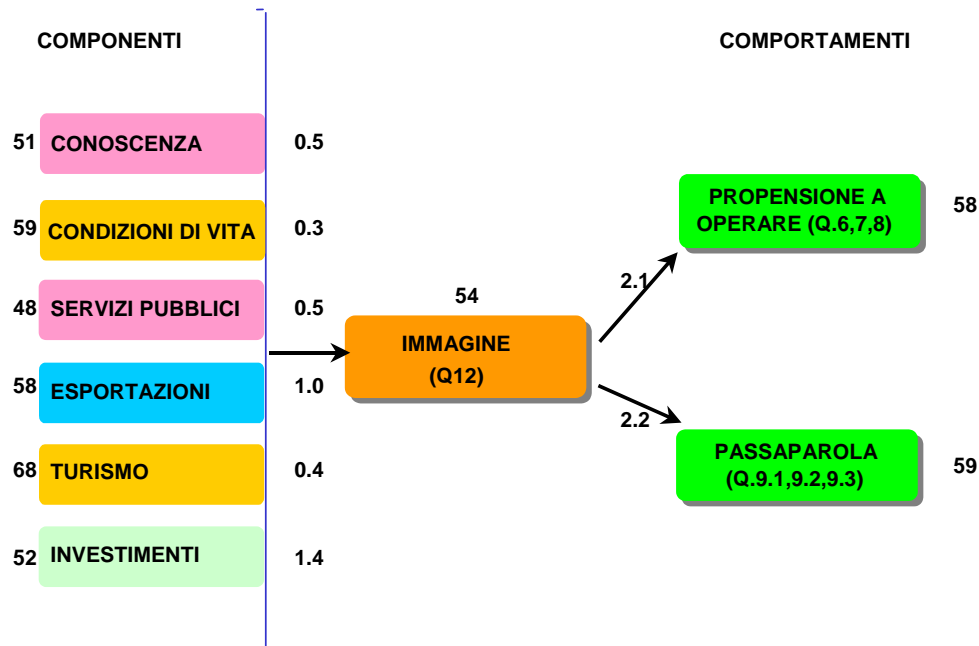 COMPONENTI
COMPORTAMENTI
51 CONOSCENZA 0.5
59 CONDIZIONI DI VITA 0.3
48 SERVIZI PUBBLICI 0.5
58 ESPORTAZIONI 1.0
68 TURISMO 0.4
52 INVESTIMENTI 1.4
54
IMMAGINE
(Q12)
2.1
2.2
PROPENSIONE A
OPERARE (Q.6,7,8)
58
PASSAPAROLA
(Q.9.1,9.2,9.3)
59